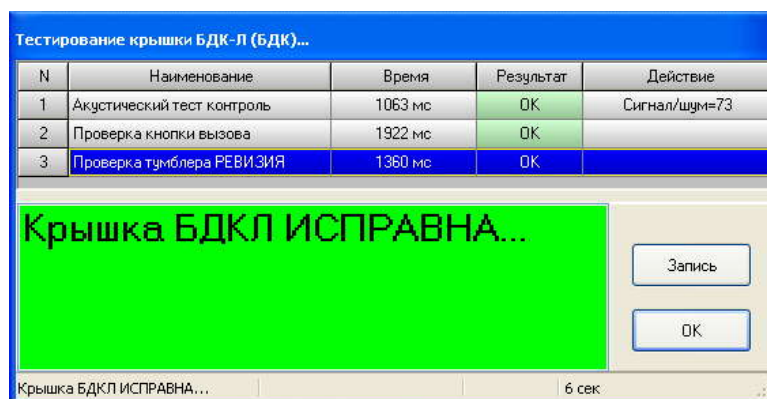 Тестирование крышки БДК-Л (БДК)...
N Наименование Время Результат Действие
1 Акустический тест контроль 1063 мс OK Сигнал/шум=73
2 Проверка кнопки вызова 1922 мс OK
3 Проверка тумблера РЕВИЗИЯ 1360 мс OK
Крышка БДКЛ ИСПРАВНА...
Запись
OK
Крышка БДКЛ ИСПРАВНА... 6 сек